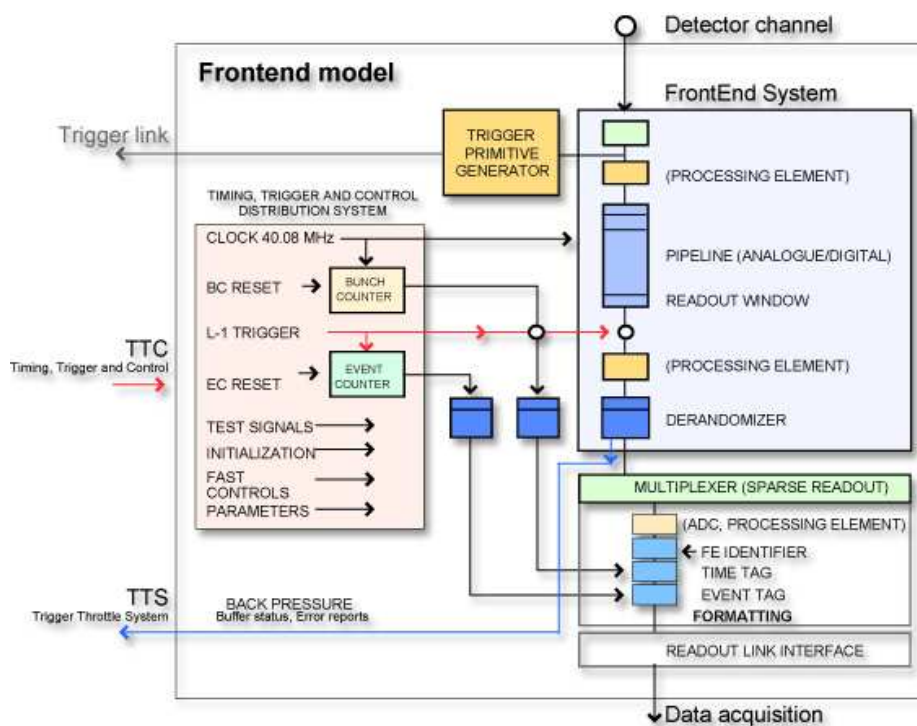 Detector channel
Frontend model
FrontEnd System
Trigger link
TRIGGER
PRIMITIVE
GENERATOR
(PROCESSING ELEMENT)
TIMING, TRIGGER AND CONTROL
DISTRIBUTION SYSTEM
CLOCK 40.08 MHz
PIPELINE (ANALOGUE/DIGITAL)
BC RESET
BUNCH
COUNTER
READOUT WINDOW
L-1 TRIGGER
TTC
Timing, Trigger and Control
EC RESET
EVENT
COUNTER
(PROCESSING ELEMENT)
DERANDOMIZER
TEST SIGNALS
INITIALIZATION
FAST
CONTROLS
PARAMETERS
MULTIPLEXER (SPARSE READOUT)
(ADC, PROCESSING ELEMENT)
FE IDENTIFIER
TIME TAG
EVENT TAG
FORMATTING
TTS
Trigger Throttle System
BACK PRESSURE
Buffer status, Error reports
READOUT LINK INTERFACE
Data acquisition